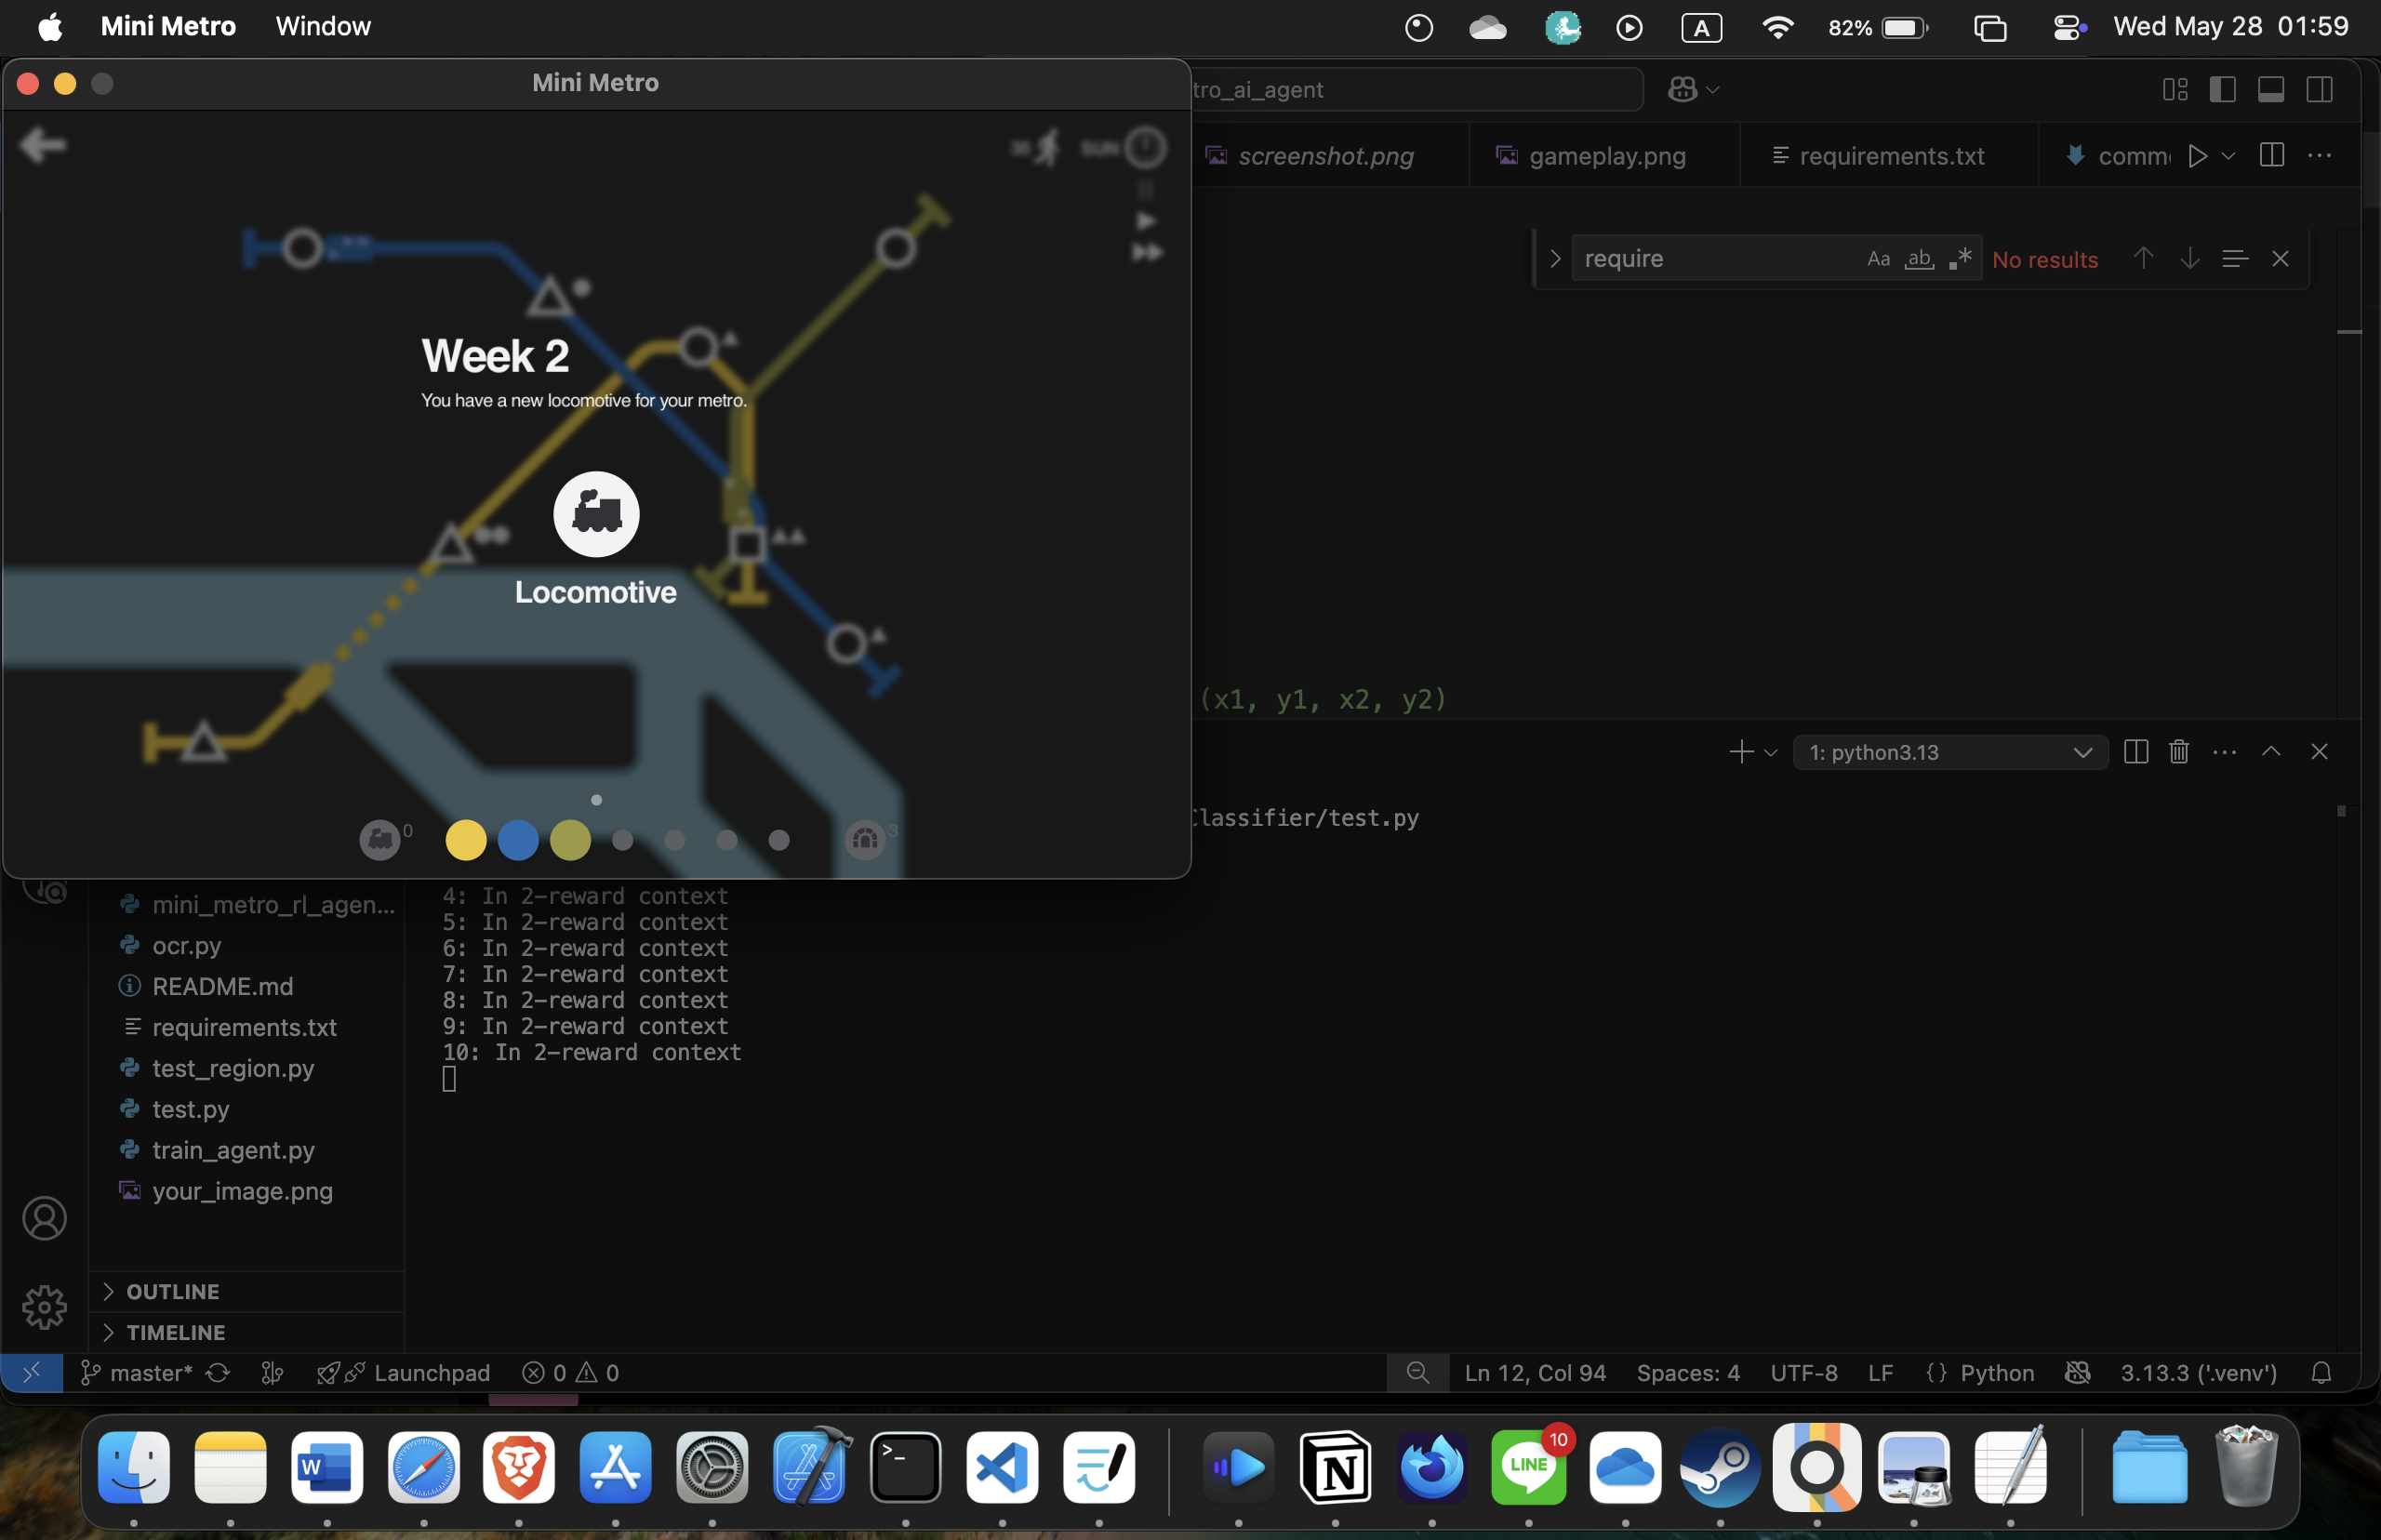 Mini Metro
Window
A
82%
Wed May 28 01:59
Mini Metro
tro_ai_agent
35
SUN
screenshot.png
gameplay.png
requirements.txt
require
Aa
ab
No results
Week 2
You have a new locomotive for your metro.
Locomotive
(x1, y1, x2, y2)
1: python3.13
0
3
lassifier/test.py
4: In 2-reward context
5: In 2-reward context
6: In 2-reward context
7: In 2-reward context
8: In 2-reward context
9: In 2-reward context
10: In 2-reward context
mini_metro_rl_agen...
ocr.py
README.md
requirements.txt
test_region.py
test.py
train_agent.py
your_image.png
OUTLINE
TIMELINE
master*
Launchpad
0
0
Ln 12, Col 94
Spaces: 4
UTF-8
LF
{} Python
3.13.3 ('.venv')
W
>_
N
LINE
10